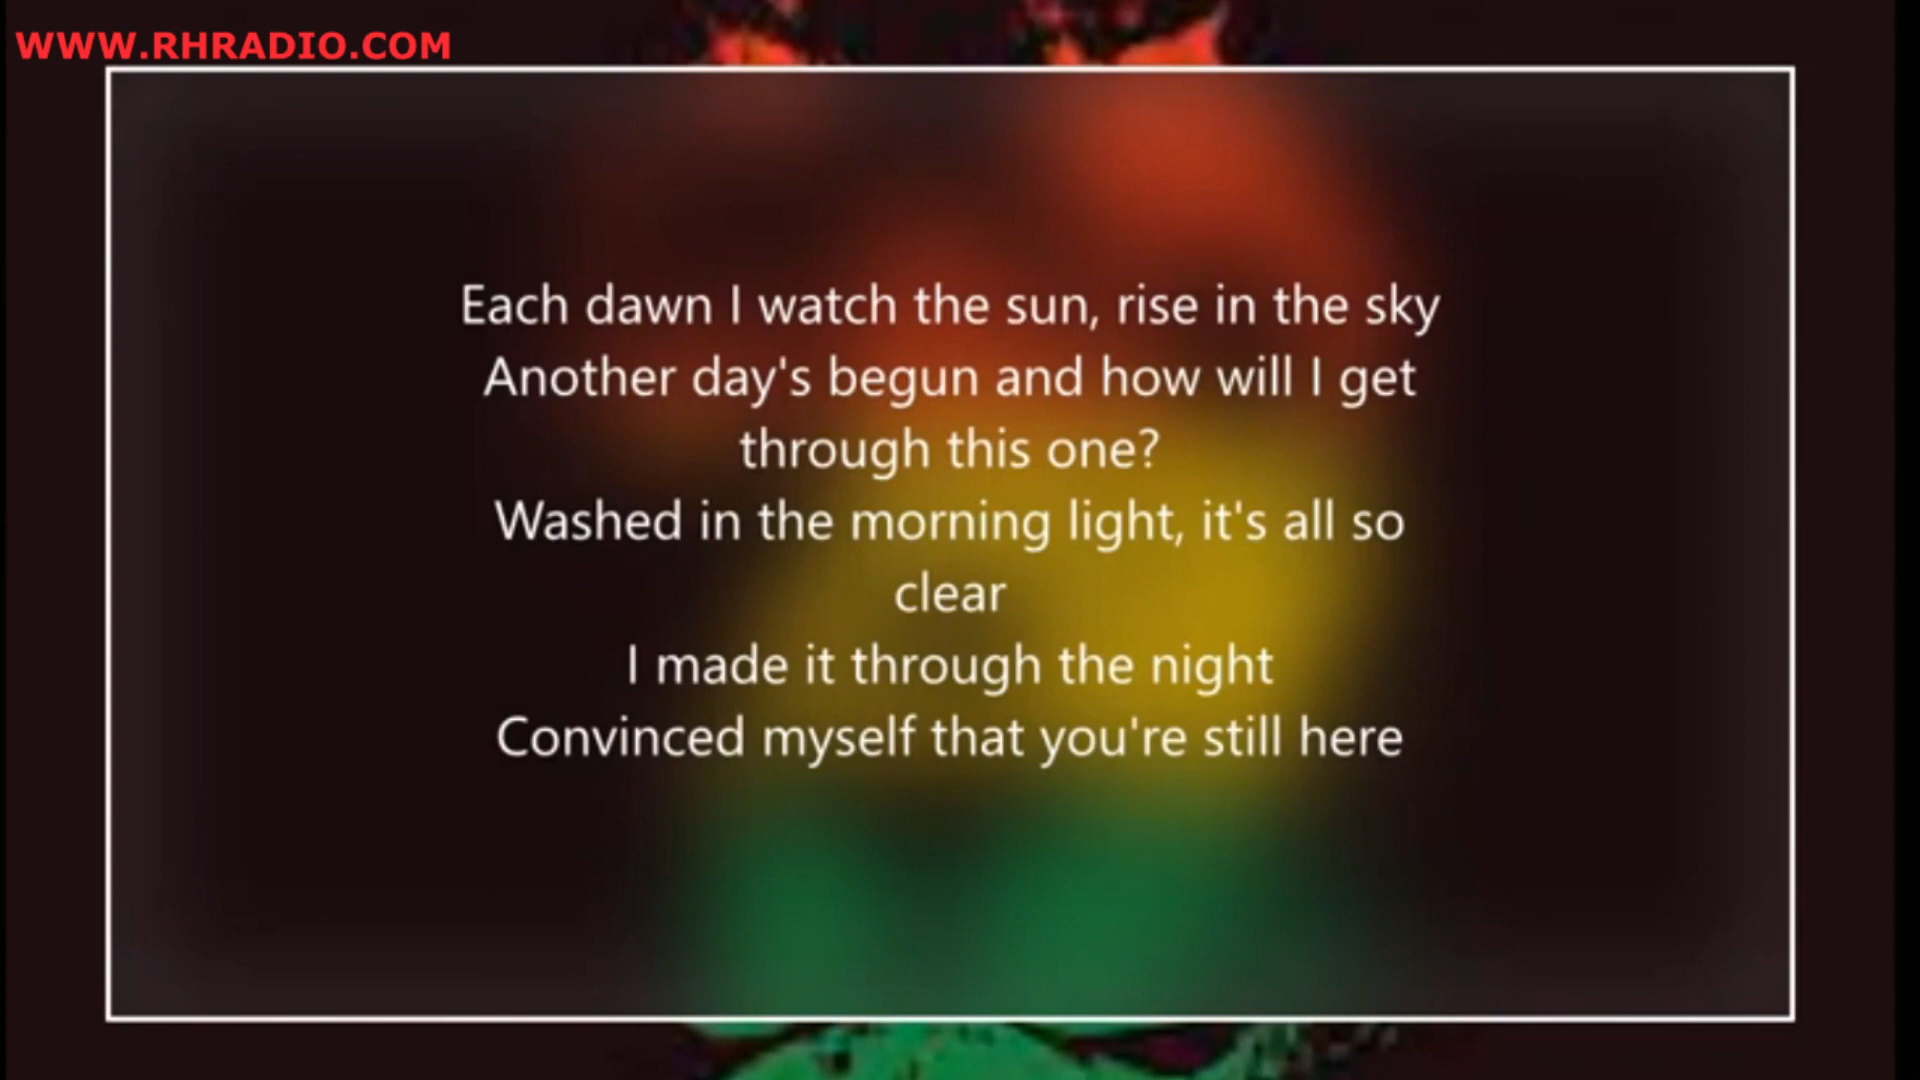 WWW.RHRADIO.COM
Each dawn I watch the sun, rise in the sky
Another day's begun and how will I get
through this one?
Washed in the morning light, it's all so
clear
I made it through the night
Convinced myself that you're still here